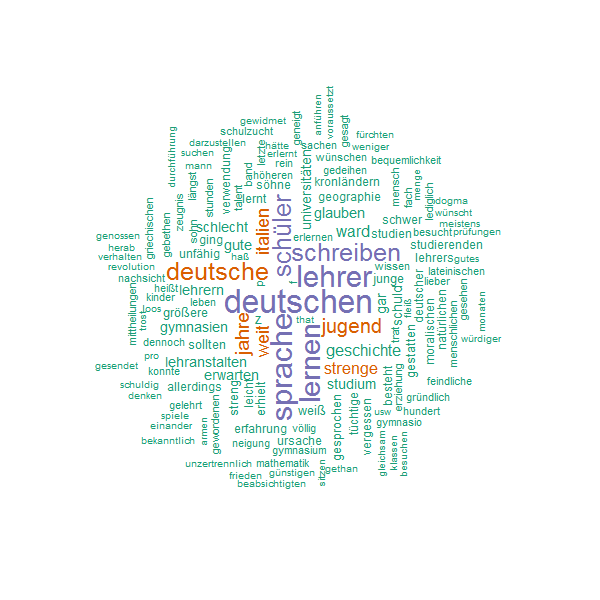 gewidmet
anführen
voraussetzt
geneigt
gesagt
fürchten
schulzucht
weniger
durchführung
darzustellen
letzte
hätte
sachen
suchen
erlernt
wünschen
bequemlichkeit
mann
band
rein
gedeihen
mensch
menge
längst
stunden
verwendung
talent
höheren
söhne
universitäten
kronländern
fach
lediglich
zeugnis
lernt
geographie
dogma
griechischen
gebethen
sohn
schlecht
italien
schüler
glauben
schwer
wünscht
meistens
genossen
ging
gute
erlernen
ward
studien
besucht
prüfungen
herab
unfähig
haß
schreiben
studierenden
verhalten
lehrers
gutes
revolution
deutsche
lehrer
wissen
lateinischen
nachsicht
heißt
lehrern
p
f
junge
lieber
kinder
leben
deutschen
gar
schuld
deutscher
natürlichen
gesehen
mittheilungen
trost
loos
größere
Z
that
fleiß
menschlichen
monaten
gymnasien
jahre
weit
sprache
lernen
jugend
trat
gestatten
moralischen
würdiger
dennoch
sollten
geschichte
pro
lehranstalten
gesendet
konnte
erwarten
strenge
besteht
erziehung
feindliche
schuldig
allerdings
streng
leicht
erhielt
studium
denken
gelehrt
gründlich
spiele
weiß
tüchtige
usw
hundert
einander
armen
gewordenen
erfahrung
völlig
gesprochen
vergessen
gymnasio
bekanntlich
neigung
ursache
gymnasium
gleichsam
klassen
besuchen
unzertrennlich
mathematik
sitzen
gethan
frieden
günstigen
beabsichtigten